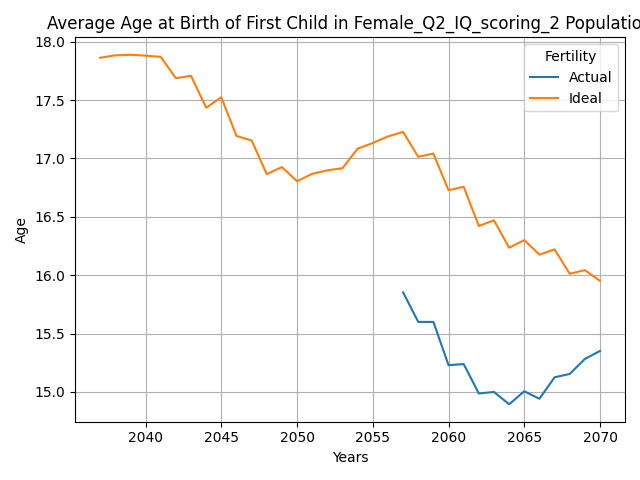 Average Age at Birth of First Child in Female_Q2_IQ_scoring_2 Populatio
Fertility
Actual
Ideal
18.0
17.5
17.0
16.5
16.0
15.5
15.0
Age
2040 2045 2050 2055 2060 2065 2070
Years